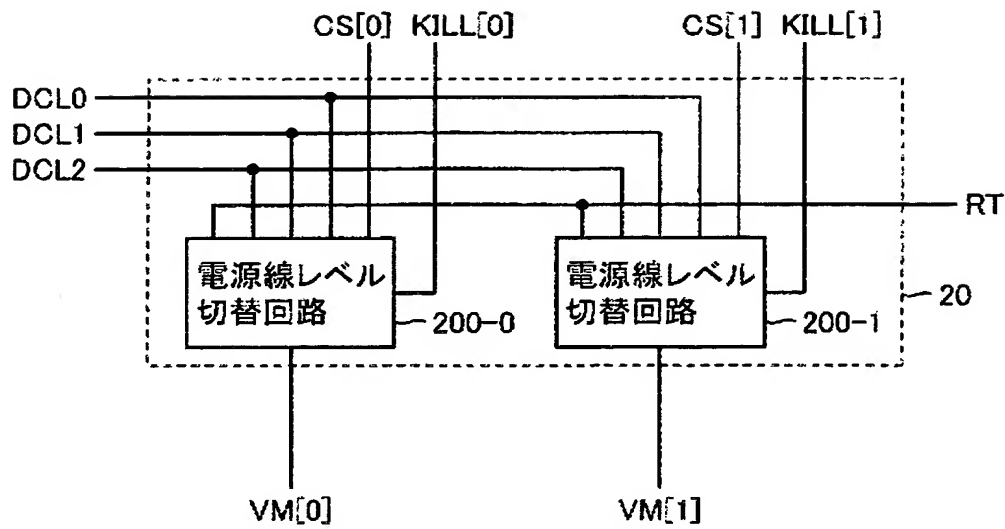 CS[0] KILL[0]
CS[1] KILL[1]
DCL0
DCL1
DCL2
RT
電源線レベル
切替回路
200-0
電源線レベル
切替回路
200-1
20
VM[0]
VM[1]